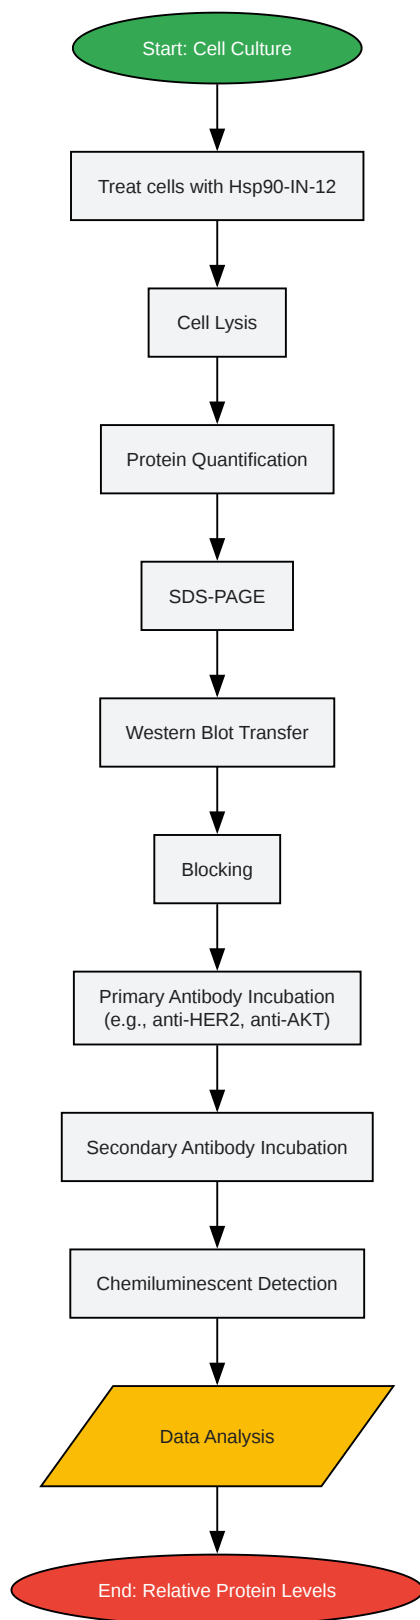 Start: Cell Culture
Treat cells with Hsp90-IN-12
Cell Lysis
Protein Quantification
SDS-PAGE
Western Blot Transfer
Blocking
Primary Antibody Incubation
(e.g., anti-HER2, anti-AKT)
Secondary Antibody Incubation
Chemiluminescent Detection
Data Analysis
End: Relative Protein Levels